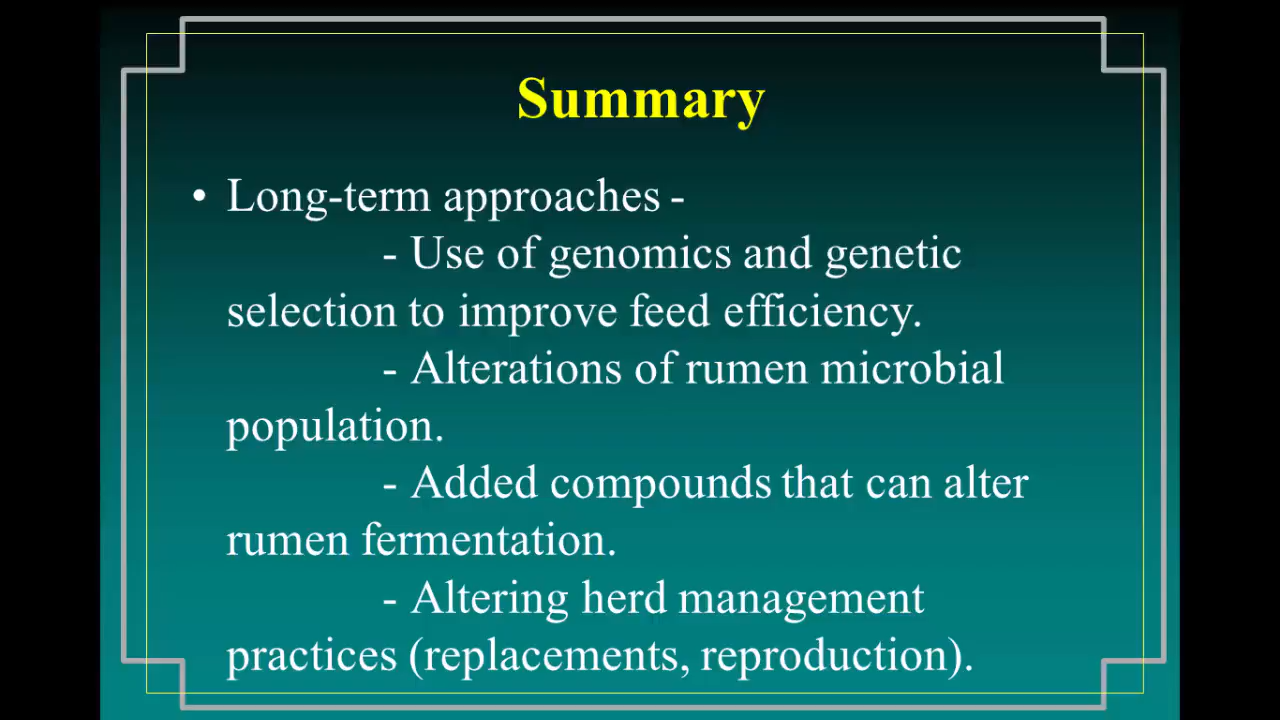 Summary
• Long-term approaches -
- Use of genomics and genetic
selection to improve feed efficiency.
- Alterations of rumen microbial
population.
- Added compounds that can alter
rumen fermentation.
- Altering herd management
practices (replacements, reproduction).